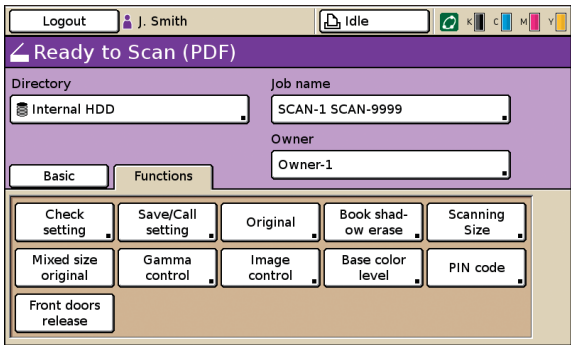 Logout J. Smith Idle K C M Y
Ready to Scan (PDF)
Directory Job name
Internal HDD SCAN-1 SCAN-9999
Owner
Owner-1
Basic Functions
Check Save/Call Original Book shad- Scanning
setting setting ow erase Size
Mixed size Gamma Image Base color PIN code
original control control level
Front doors
release